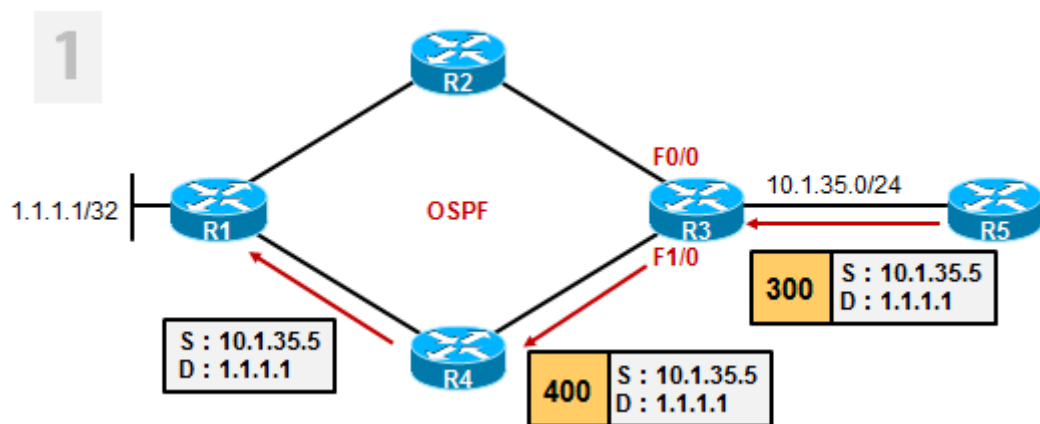 1
R2
F0/0
10.1.35.0/24
1.1.1.1/32
R1
OSPF
R3
R5
F1/0
300
S : 10.1.35.5
D : 1.1.1.1
S : 10.1.35.5
D : 1.1.1.1
R4
400
S : 10.1.35.5
D : 1.1.1.1